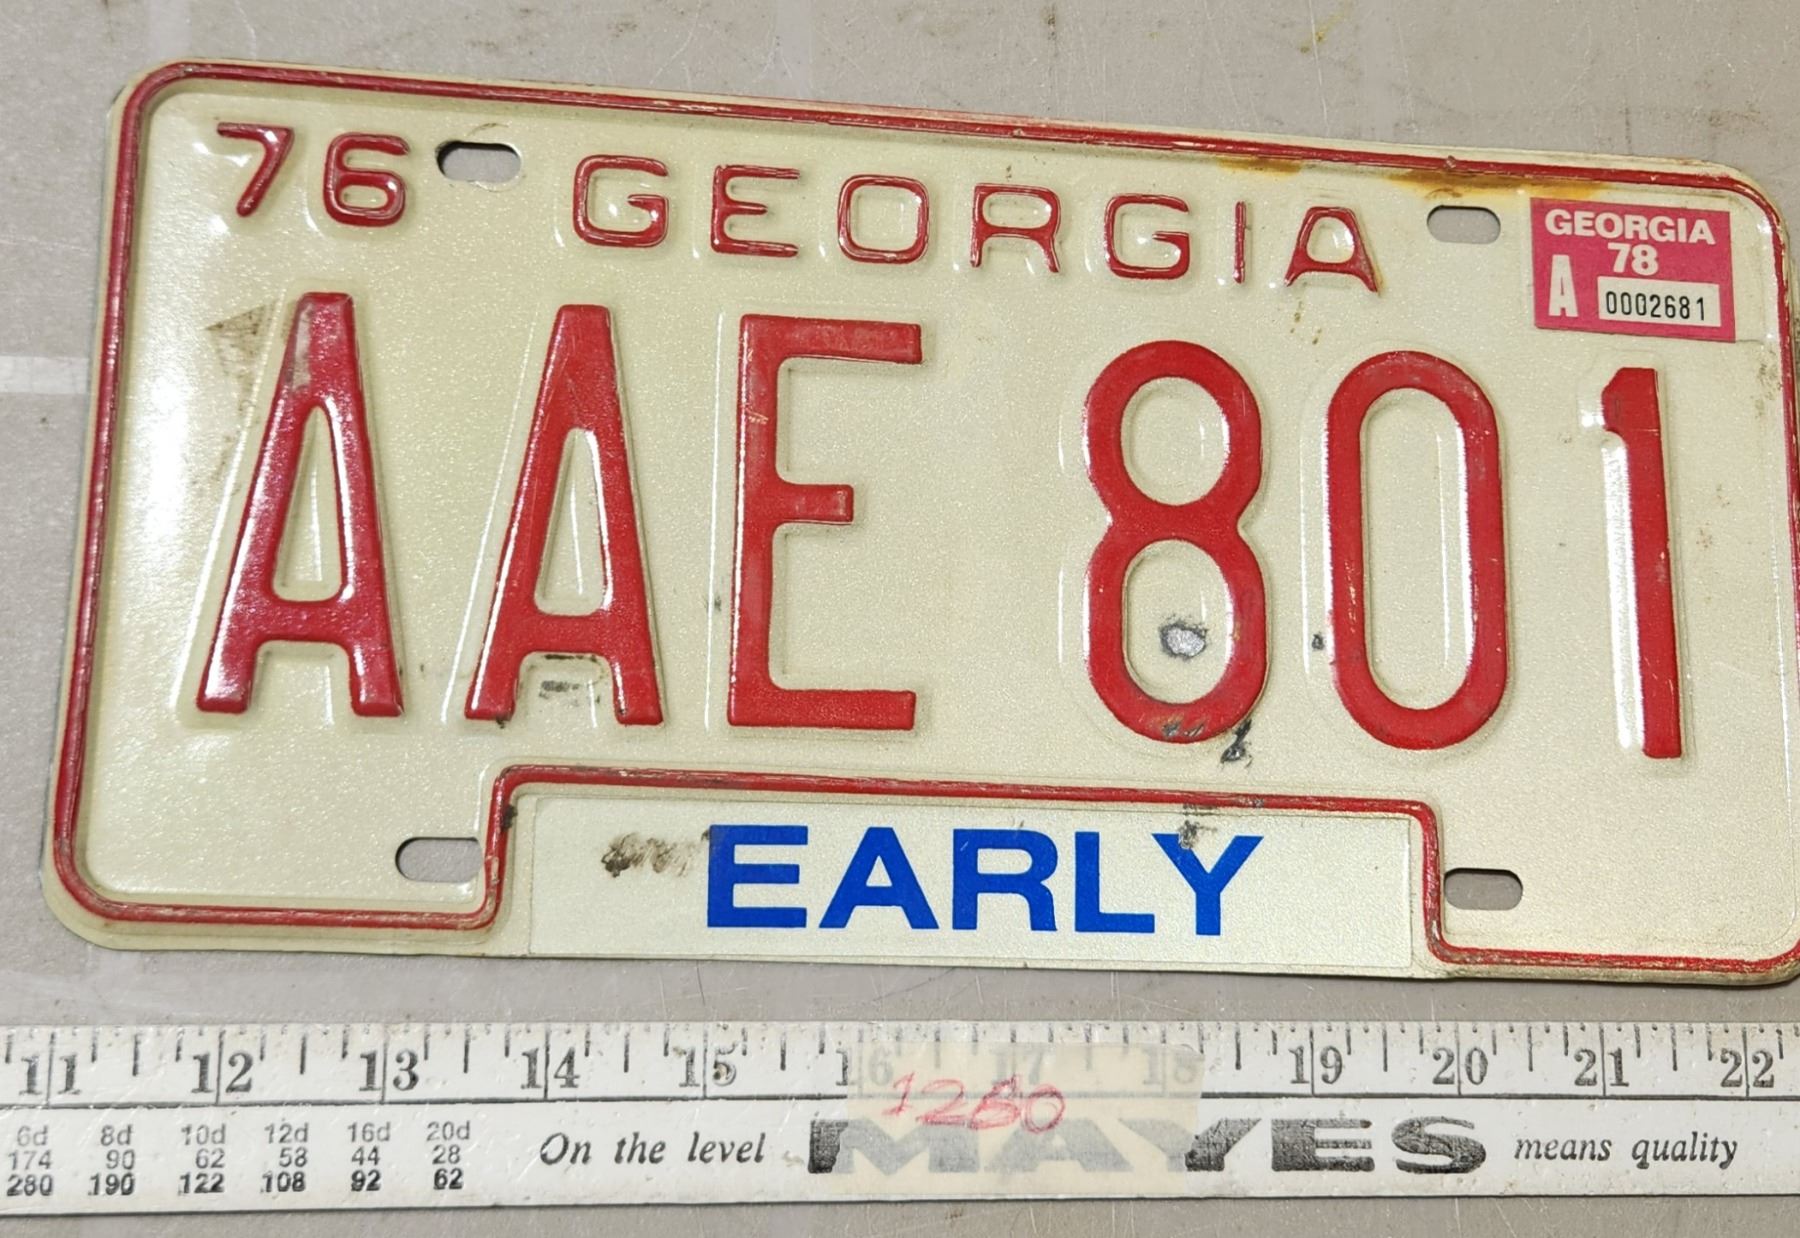 76 GEORGIA
GEORGIA
78
A 0002681
AAE 801
EARLY
11 12 13 14 15 16 17 18 19 20 21 22
1280
6d 8d 10d 12d 16d 20d
174 90 62 58 44 28
280 190 122 108 92 62
On the level MAYES means quality